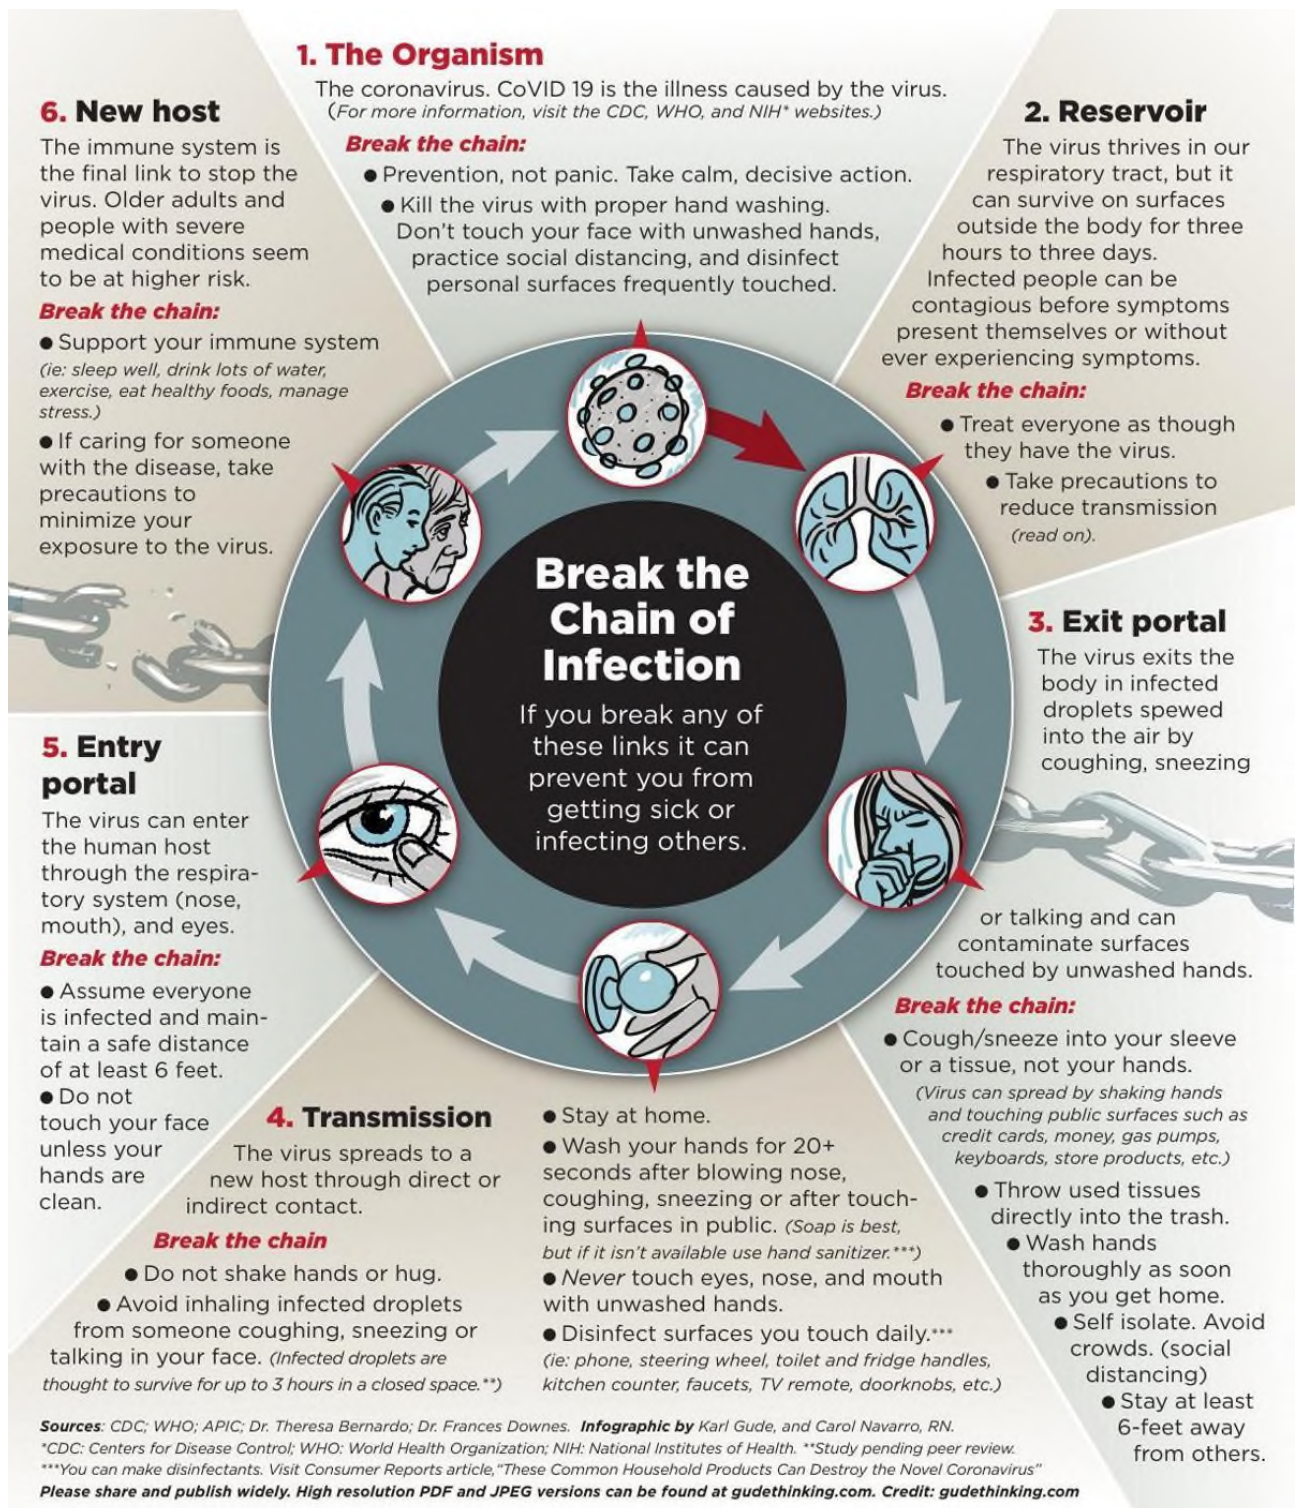 1. The Organism
The coronavirus. CoVID 19 is the illness caused by the virus.
(For more information, visit the CDC, WHO, and NIH* websites.)
Break the chain:
● Prevention, not panic. Take calm, decisive action.
● Kill the virus with proper hand washing.
Don't touch your face with unwashed hands,
practice social distancing, and disinfect
personal surfaces frequently touched.
2. Reservoir
The virus thrives in our
respiratory tract, but it
can survive on surfaces
outside the body for three
hours to three days.
Infected people can be
contagious before symptoms
present themselves or without
ever experiencing symptoms.
Break the chain:
● Treat everyone as though
they have the virus.
● Take precautions to
reduce transmission
(read on).
3. Exit portal
The virus exits the
body in infected
droplets spewed
into the air by
coughing, sneezing
or talking and can
contaminate surfaces
touched by unwashed hands.
Break the chain:
● Cough/sneeze into your sleeve
or a tissue, not your hands.
(Virus can spread by shaking hands
and touching public surfaces such as
credit cards, money, gas pumps,
keyboards, store products, etc.)
● Throw used tissues
directly into the trash.
● Wash hands
thoroughly as soon
as you get home.
● Self isolate. Avoid
crowds. (social
distancing)
● Stay at least
6-feet away
from others.
4. Transmission
The virus spreads to a
new host through direct or
indirect contact.
Break the chain
● Do not shake hands or hug.
● Avoid inhaling infected droplets
from someone coughing, sneezing or
talking in your face. (Infected droplets are
thought to survive for up to 3 hours in a closed space.**)
● Stay at home.
● Wash your hands for 20+
seconds after blowing nose,
coughing, sneezing or after touch-
ing surfaces in public. (Soap is best,
but if it isn't available use hand sanitizer.***)
● Never touch eyes, nose, and mouth
with unwashed hands.
● Disinfect surfaces you touch daily.***
(ie: phone, steering wheel, toilet and fridge handles,
kitchen counter, faucets, TV remote, doorknobs, etc.)
5. Entry
portal
The virus can enter
the human host
through the respira-
tory system (nose,
mouth), and eyes.
Break the chain:
● Assume everyone
is infected and main-
tain a safe distance
of at least 6 feet.
● Do not
touch your face
unless your
hands are
clean.
6. New host
The immune system is
the final link to stop the
virus. Older adults and
people with severe
medical conditions seem
to be at higher risk.
Break the chain:
● Support your immune system
(ie: sleep well, drink lots of water,
exercise, eat healthy foods, manage
stress.)
● If caring for someone
with the disease, take
precautions to
minimize your
exposure to the virus.
Break the
Chain of
Infection
If you break any of
these links it can
prevent you from
getting sick or
infecting others.
Sources: CDC; WHO; APIC; Dr. Theresa Bernardo; Dr. Frances Downes. Infographic by Karl Gude, and Carol Navarro, RN.
*CDC: Centers for Disease Control; WHO: World Health Organization; NIH: National Institutes of Health. **Study pending peer review.
***You can make disinfectants. Visit Consumer Reports article, "These Common Household Products Can Destroy the Novel Coronavirus"
Please share and publish widely. High resolution PDF and JPEG versions can be found at gudethinking.com. Credit: gudethinking.com